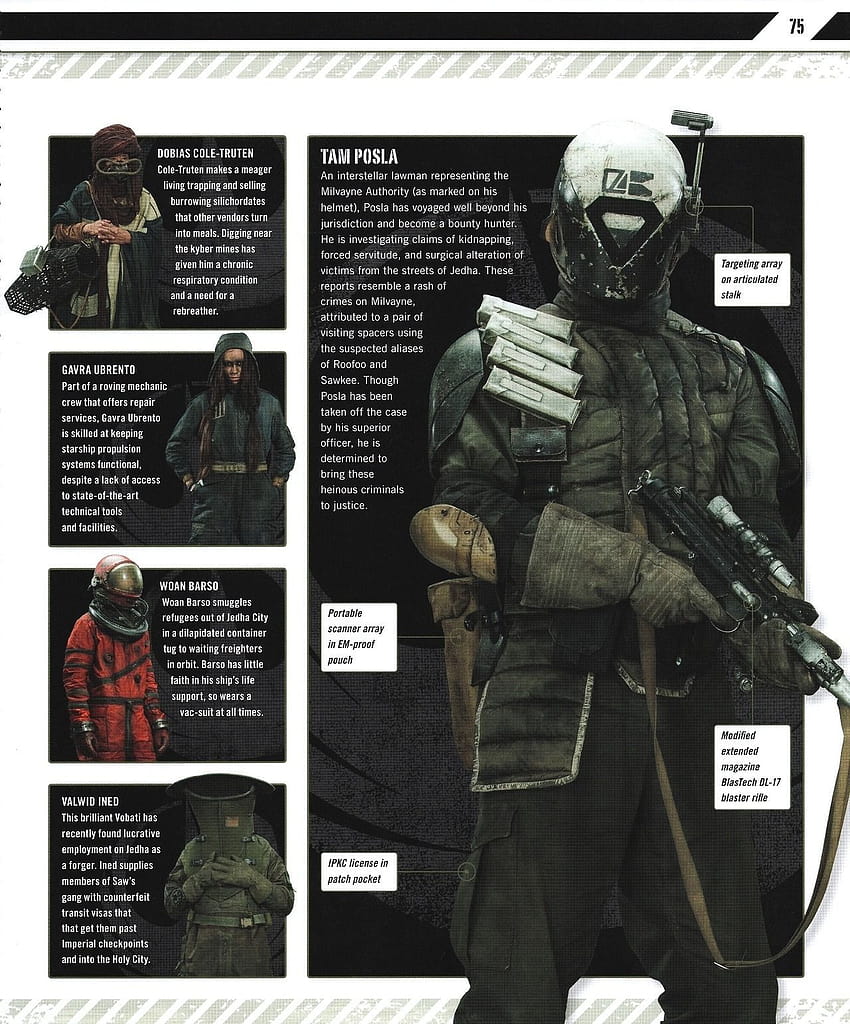 75
DOBIAS COLE-TRUTEN
Cole-Truten makes a meager
living trapping and selling
burrowing silichordates
that other vendors turn
into meals. Digging near
the kyber mines has
given him a chronic
respiratory condition
and a need for a
rebreather.
GAVRA UBRENTO
Part of a roving mechanic
crew that offers repair
services, Gavra Ubrento
is skilled at keeping
starship propulsion
systems functional,
despite a lack of access
to state-of-the-art
technical tools
and facilities.
WOAN BARSO
Woan Barso smuggles
refugees out of Jedha City
in a dilapidated container
tug to waiting freighters
in orbit. Barso has little
faith in his ship's life
support, so wears a
vac-suit at all times.
VALWID INED
This brilliant Vobati has
recently found lucrative
employment on Jedha as
a forger. Ined supplies
members of Saw's
gang with counterfeit
transit visas that
that get them past
Imperial checkpoints
and into the Holy City.
TAM POSLA
An interstellar lawman representing the
Milvayne Authority (as marked on his
helmet), Posla has voyaged well beyond his
jurisdiction and become a bounty hunter.
He is investigating claims of kidnapping,
forced servitude, and surgical alteration of
victims from the streets of Jedha. These
reports resemble a rash of
crimes on Milvayne,
attributed to a pair of
visiting spacers using
the suspected aliases
of Roofoo and
Sawkee. Though
Posla has been
taken off the case
by his superior
officer, he is
determined to
bring these
heinous criminals
to justice.
Targeting array
on articulated
stalk
Portable
scanner array
in EM-proof
pouch
Modified
extended
magazine
BlasTech DL-17
blaster rifle
IPKC license in
patch pocket